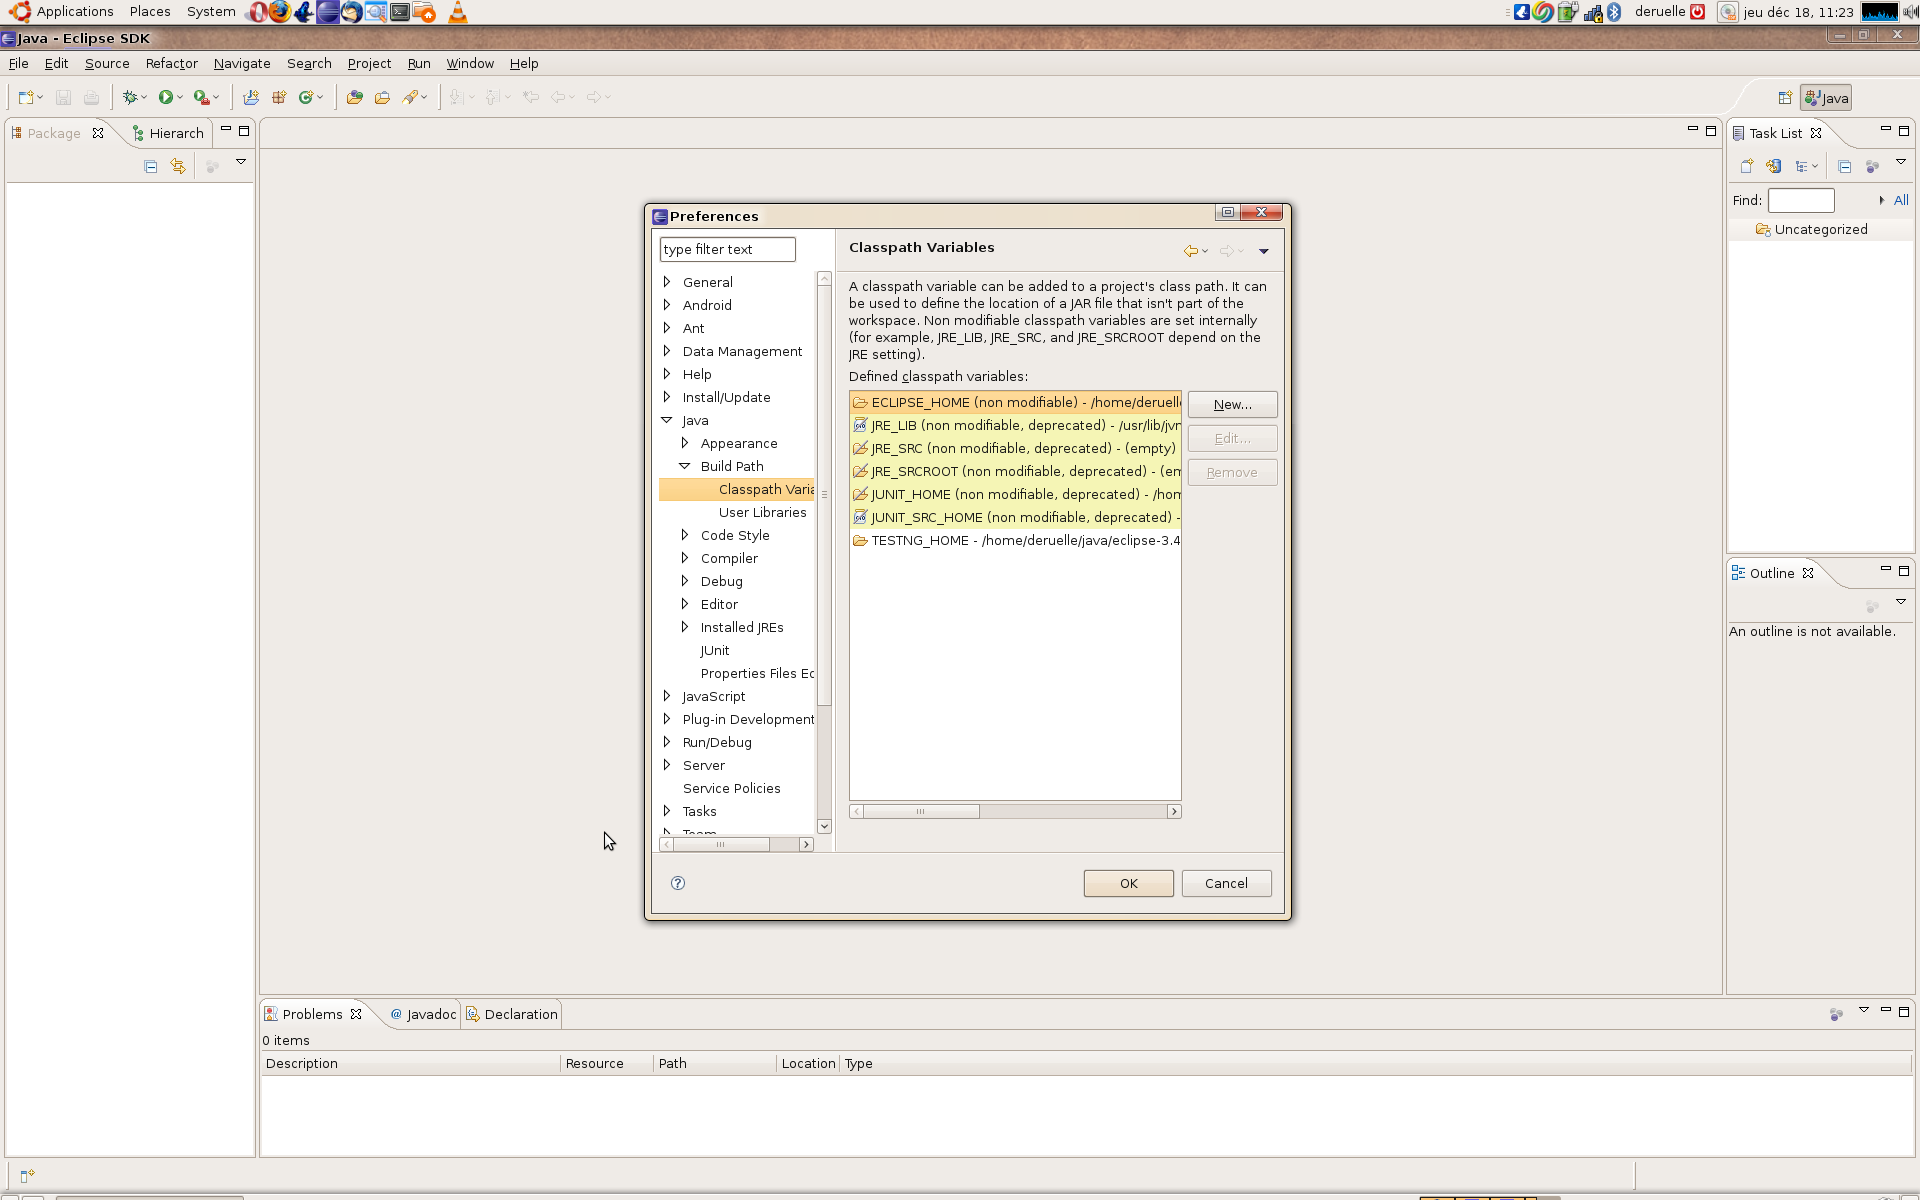 Applications Places System
deruelle jeu déc 18, 11:23
Java - Eclipse SDK
File Edit Source Refactor Navigate Search Project Run Window Help
Java
Package Hierarch
Task List
Find: All
Uncategorized
Outline
An outline is not available.
Preferences
type filter text
General
Android
Ant
Data Management
Help
Install/Update
Java
Appearance
Build Path
Classpath Varia
User Libraries
Code Style
Compiler
Debug
Editor
Installed JREs
JUnit
Properties Files Ed
JavaScript
Plug-in Development
Run/Debug
Server
Service Policies
Tasks
Team
Classpath Variables
A classpath variable can be added to a project's class path. It can
be used to define the location of a JAR file that isn't part of the
workspace. Non modifiable classpath variables are set internally
(for example, JRE_LIB, JRE_SRC, and JRE_SRCROOT depend on the
JRE setting).
Defined classpath variables:
ECLIPSE_HOME (non modifiable) - /home/deruelle
JRE_LIB (non modifiable, deprecated) - /usr/lib/jvm
JRE_SRC (non modifiable, deprecated) - (empty)
JRE_SRCROOT (non modifiable, deprecated) - (em
JUNIT_HOME (non modifiable, deprecated) - /hom
JUNIT_SRC_HOME (non modifiable, deprecated) -
TESTNG_HOME - /home/deruelle/java/eclipse-3.4
New...
Edit...
Remove
OK Cancel
Problems @ Javadoc Declaration
0 items
Description Resource Path Location Type